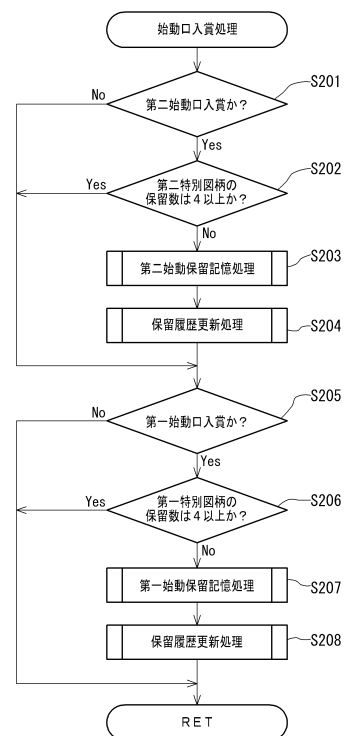 始動口入賞処理
S201
第二始動口入賞か？
No
Yes
S202
第二特別図柄の
保留数は４以上か？
Yes
No
S203
第二始動保留記憶処理
S204
保留履歴更新処理
S205
第一始動口入賞か？
No
Yes
S206
第一特別図柄の
保留数は４以上か？
Yes
No
S207
第一始動保留記憶処理
S208
保留履歴更新処理
ＲＥＴ